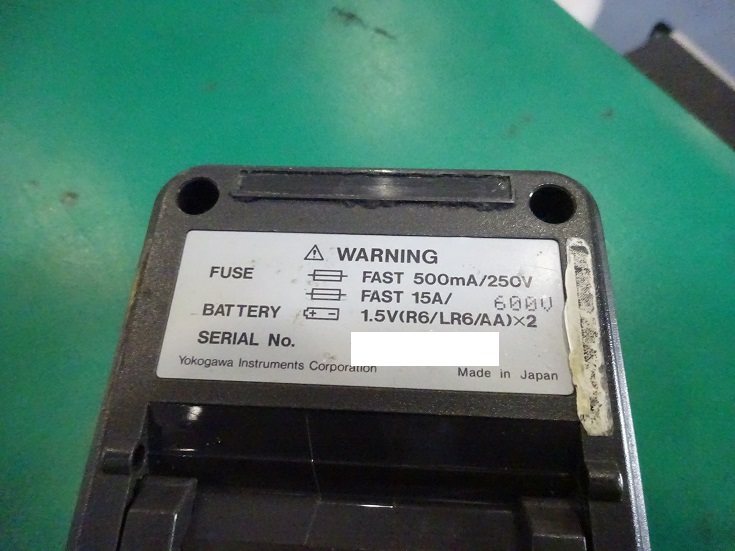 ⚠ WARNING
FUSE FAST 500mA/250V
FAST 15A/ 600V
BATTERY 1.5V(R6/LR6/AA)×2
SERIAL No.
Yokogawa Instruments Corporation
Made in Japan